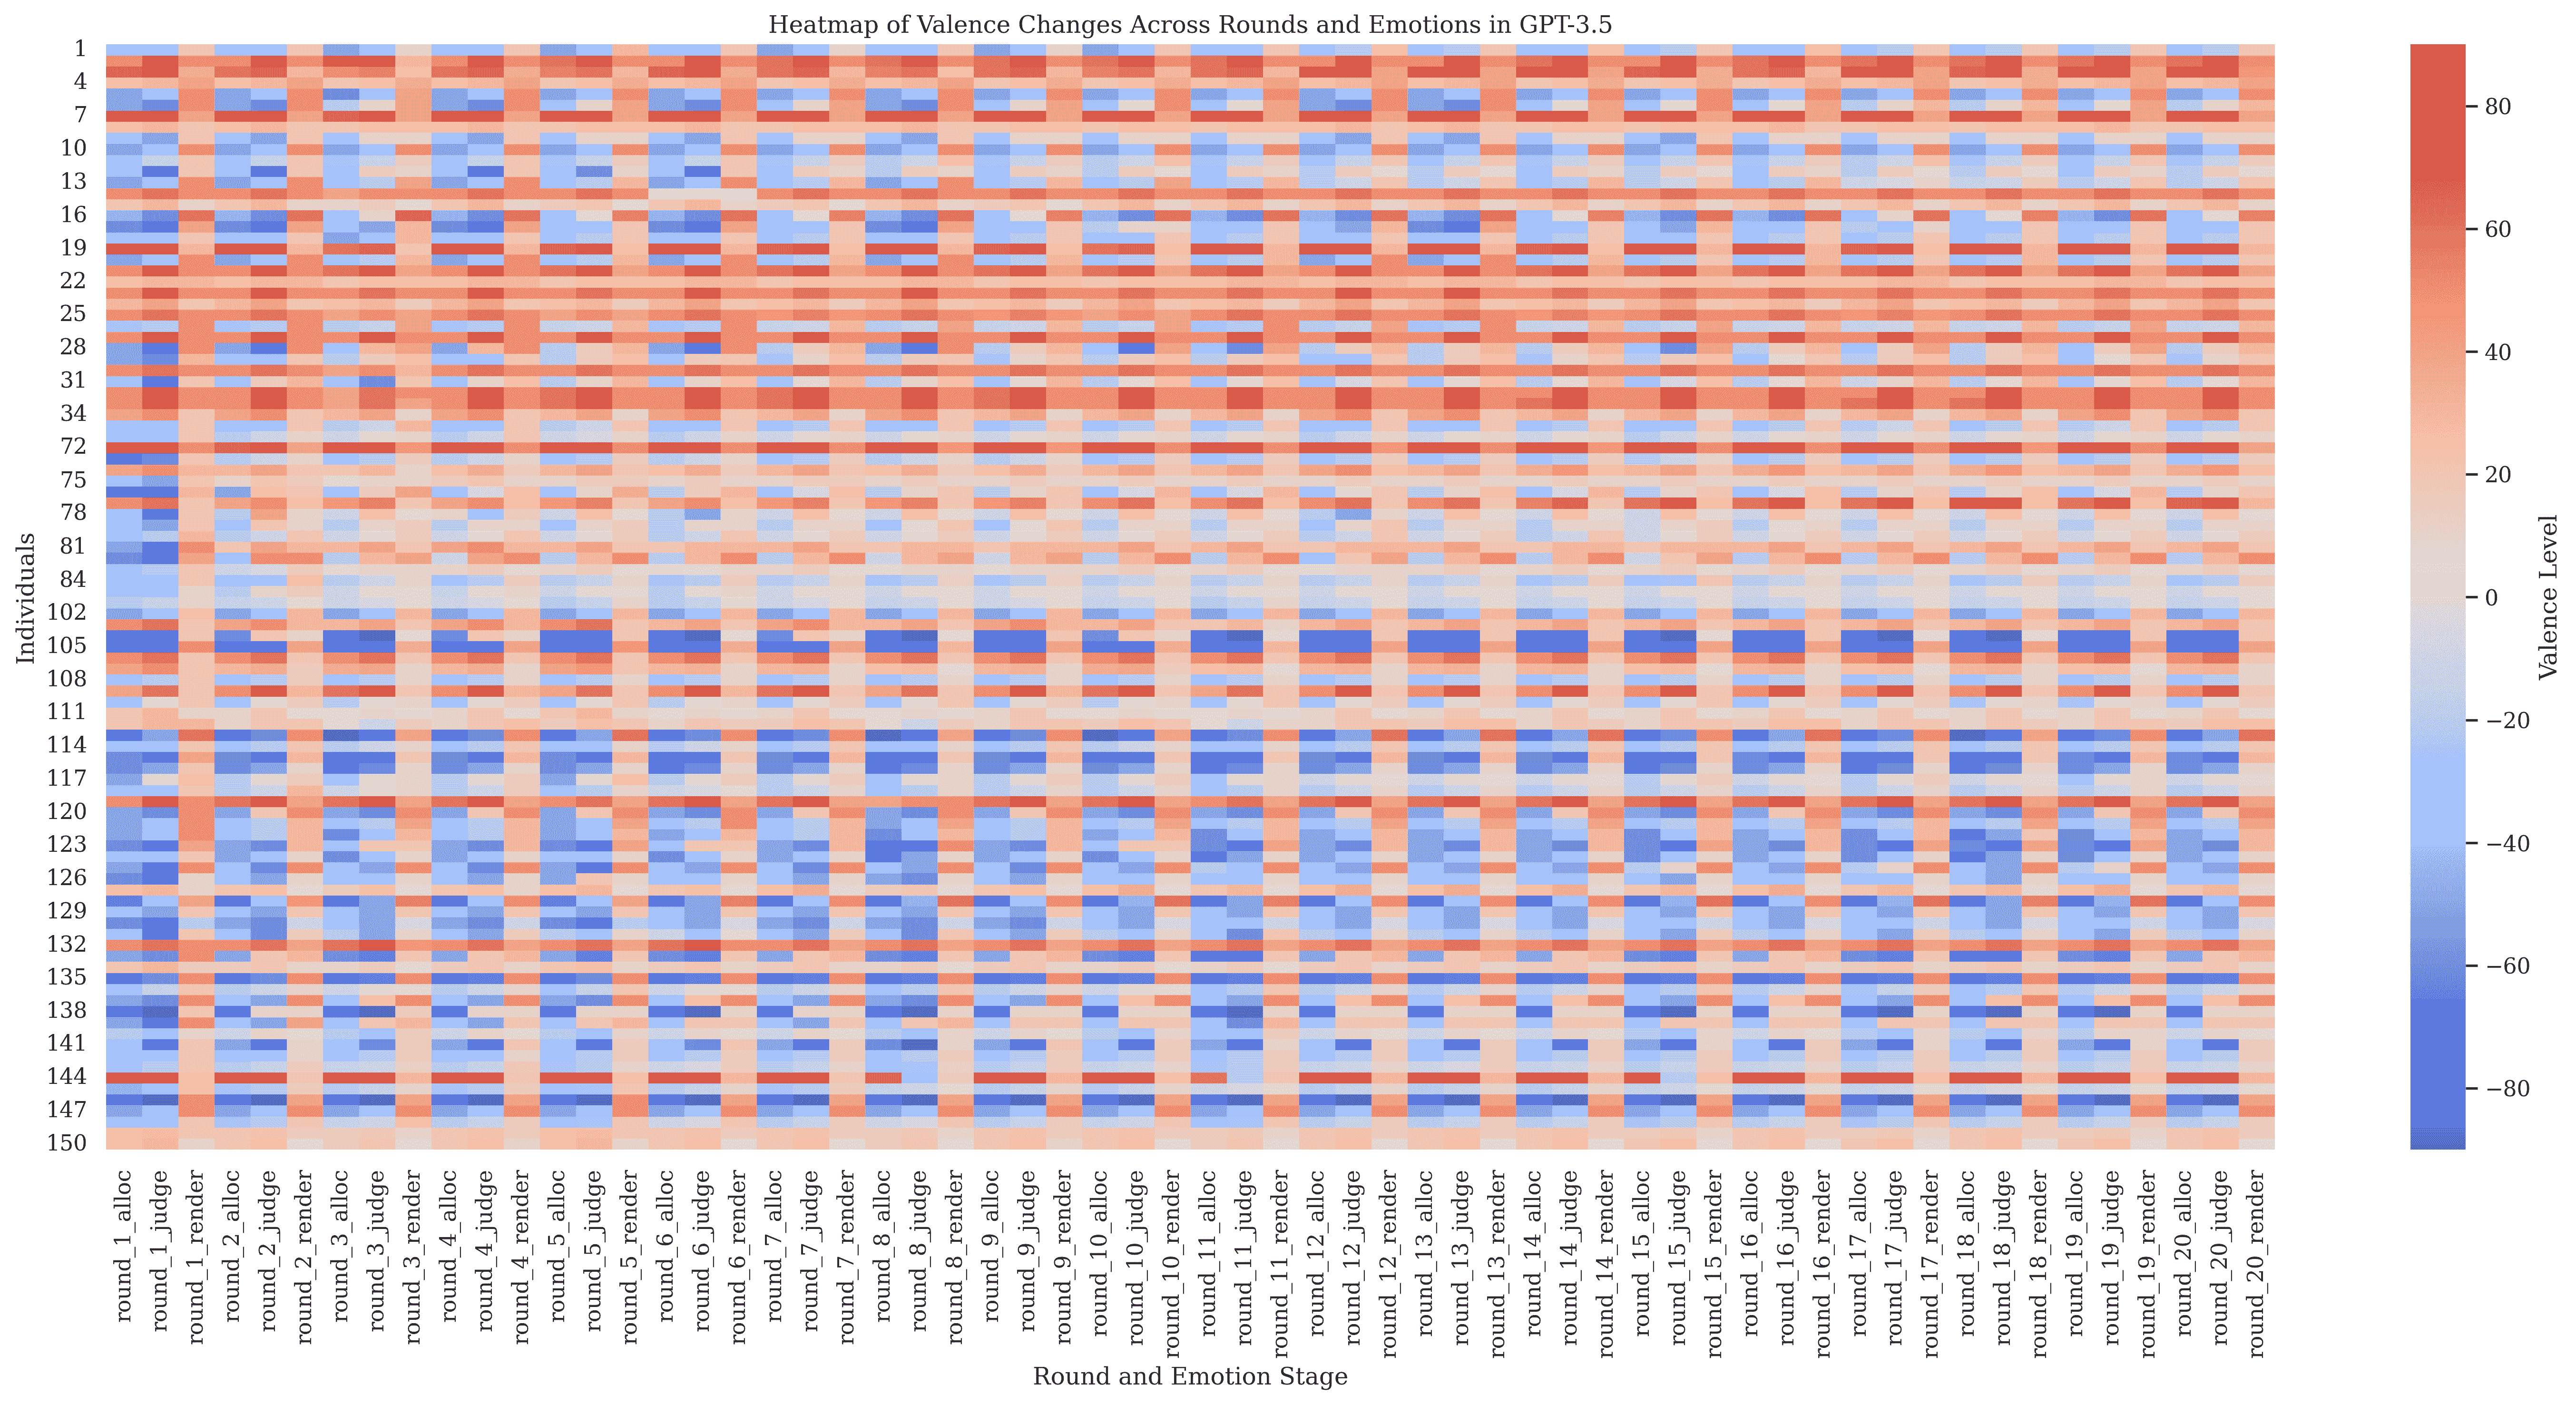 Heatmap of Valence Changes Across Rounds and Emotions in GPT-3.5
Individuals
1
4
7
10
13
16
19
22
25
28
31
34
72
75
78
81
84
102
105
108
111
114
117
120
123
126
129
132
135
138
141
144
147
150
round_1_alloc
round_1_judge
round_1_render
round_2_alloc
round_2_judge
round_2_render
round_3_alloc
round_3_judge
round_3_render
round_4_alloc
round_4_judge
round_4_render
round_5_alloc
round_5_judge
round_5_render
round_6_alloc
round_6_judge
round_6_render
round_7_alloc
round_7_judge
round_7_render
round_8_alloc
round_8_judge
round_8_render
round_9_alloc
round_9_judge
round_9_render
round_10_alloc
round_10_judge
round_10_render
round_11_alloc
round_11_judge
round_11_render
round_12_alloc
round_12_judge
round_12_render
round_13_alloc
round_13_judge
round_13_render
round_14_alloc
round_14_judge
round_14_render
round_15_alloc
round_15_judge
round_15_render
round_16_alloc
round_16_judge
round_16_render
round_17_alloc
round_17_judge
round_17_render
round_18_alloc
round_18_judge
round_18_render
round_19_alloc
round_19_judge
round_19_render
round_20_alloc
round_20_judge
round_20_render
Round and Emotion Stage
80
60
40
20
0
−20
−40
−60
−80
Valence Level